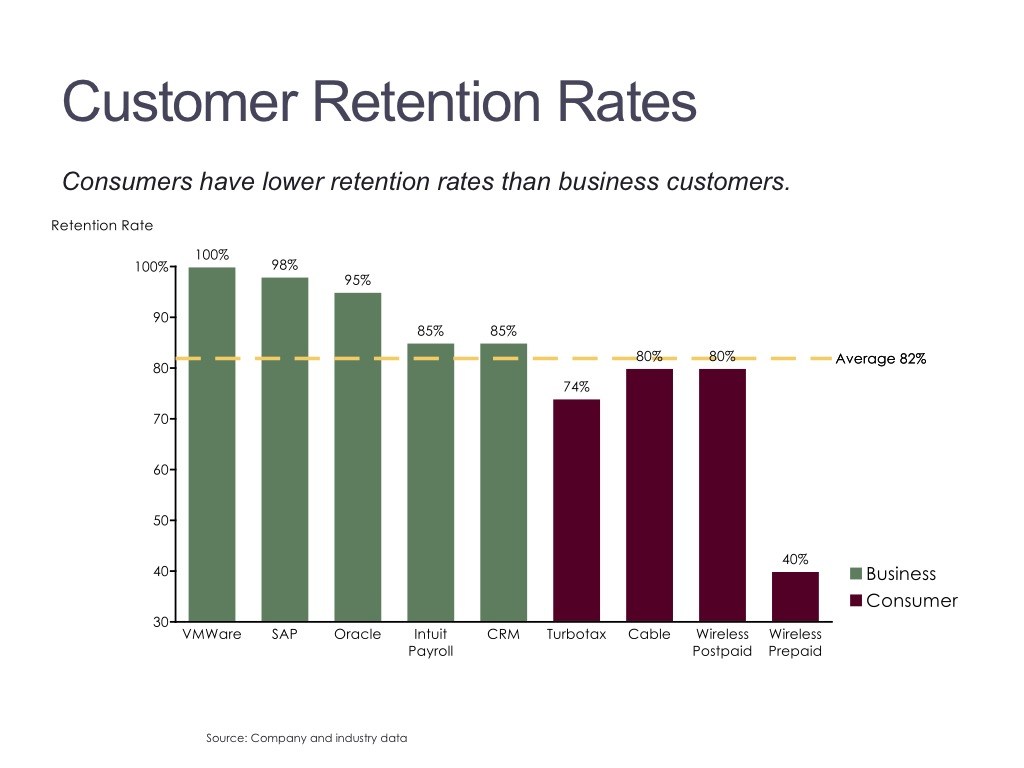 Customer Retention Rates
Consumers have lower retention rates than business customers.
Retention Rate
100%
98%
95%
85%
85%
74%
80%
80%
40%
100%
90
80
70
60
50
40
30
Average 82%
Business
Consumer
VMWare SAP Oracle Intuit CRM Turbotax Cable Wireless Wireless
Payroll Postpaid Prepaid
Source: Company and industry data